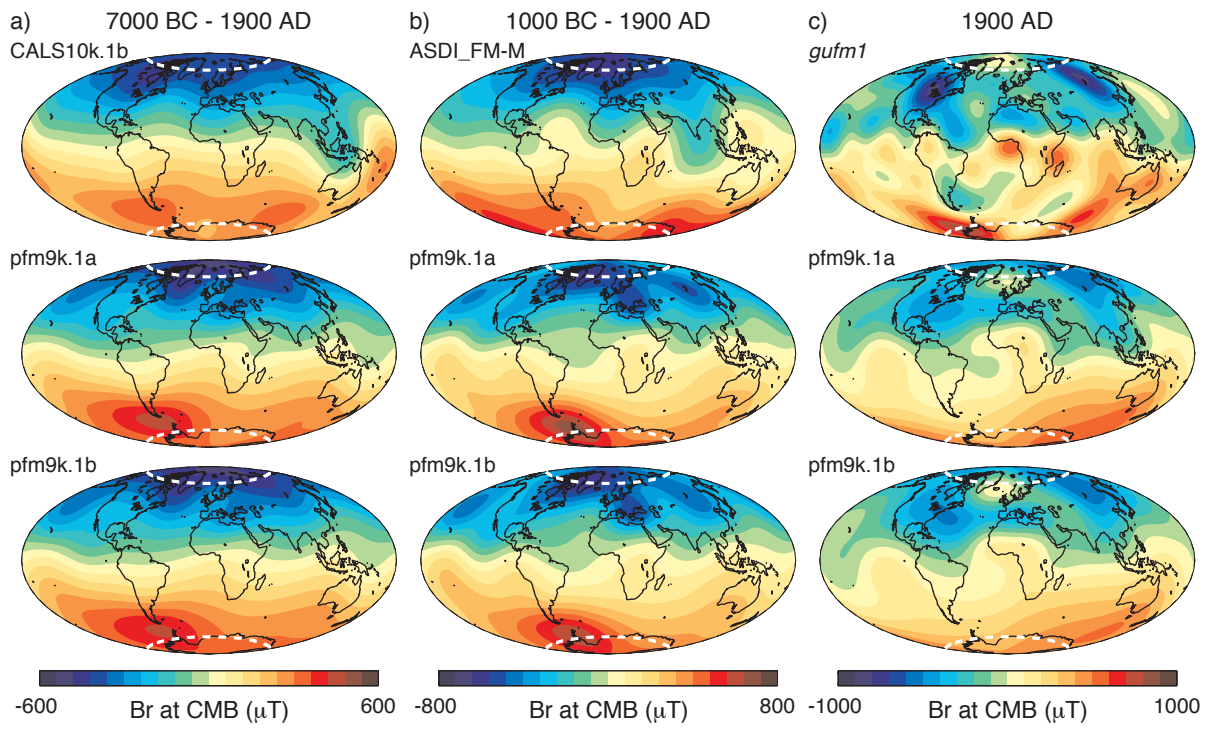 a) 7000 BC - 1900 AD b) 1000 BC - 1900 AD c) 1900 AD
CALS10k.1b ASDI_FM-M gufm1
pfm9k.1a pfm9k.1a pfm9k.1a
pfm9k.1b pfm9k.1b pfm9k.1b
-600 Br at CMB (μT) 600 -800 Br at CMB (μT) 800 -1000 Br at CMB (μT) 1000